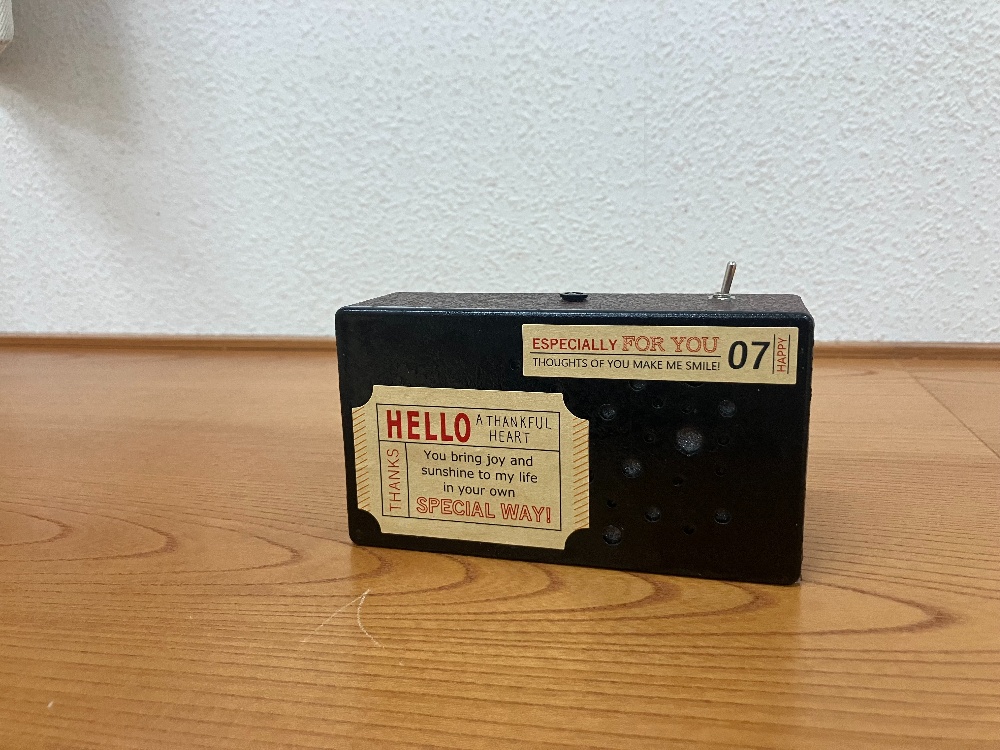 ESPECIALLY FOR YOU
THOUGHTS OF YOU MAKE ME SMILE!
07
HAPPY
HELLO
A THANKFUL
HEART
THANKS
You bring joy and
sunshine to my life
in your own
SPECIAL WAY!